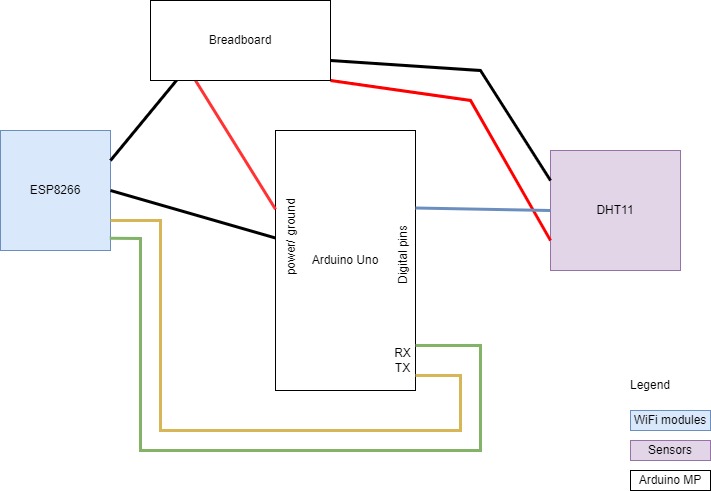 Breadboard
ESP8266
DHT11
power/ ground
Arduino Uno
Digital pins
RX
TX
Legend
WiFi modules
Sensors
Arduino MP